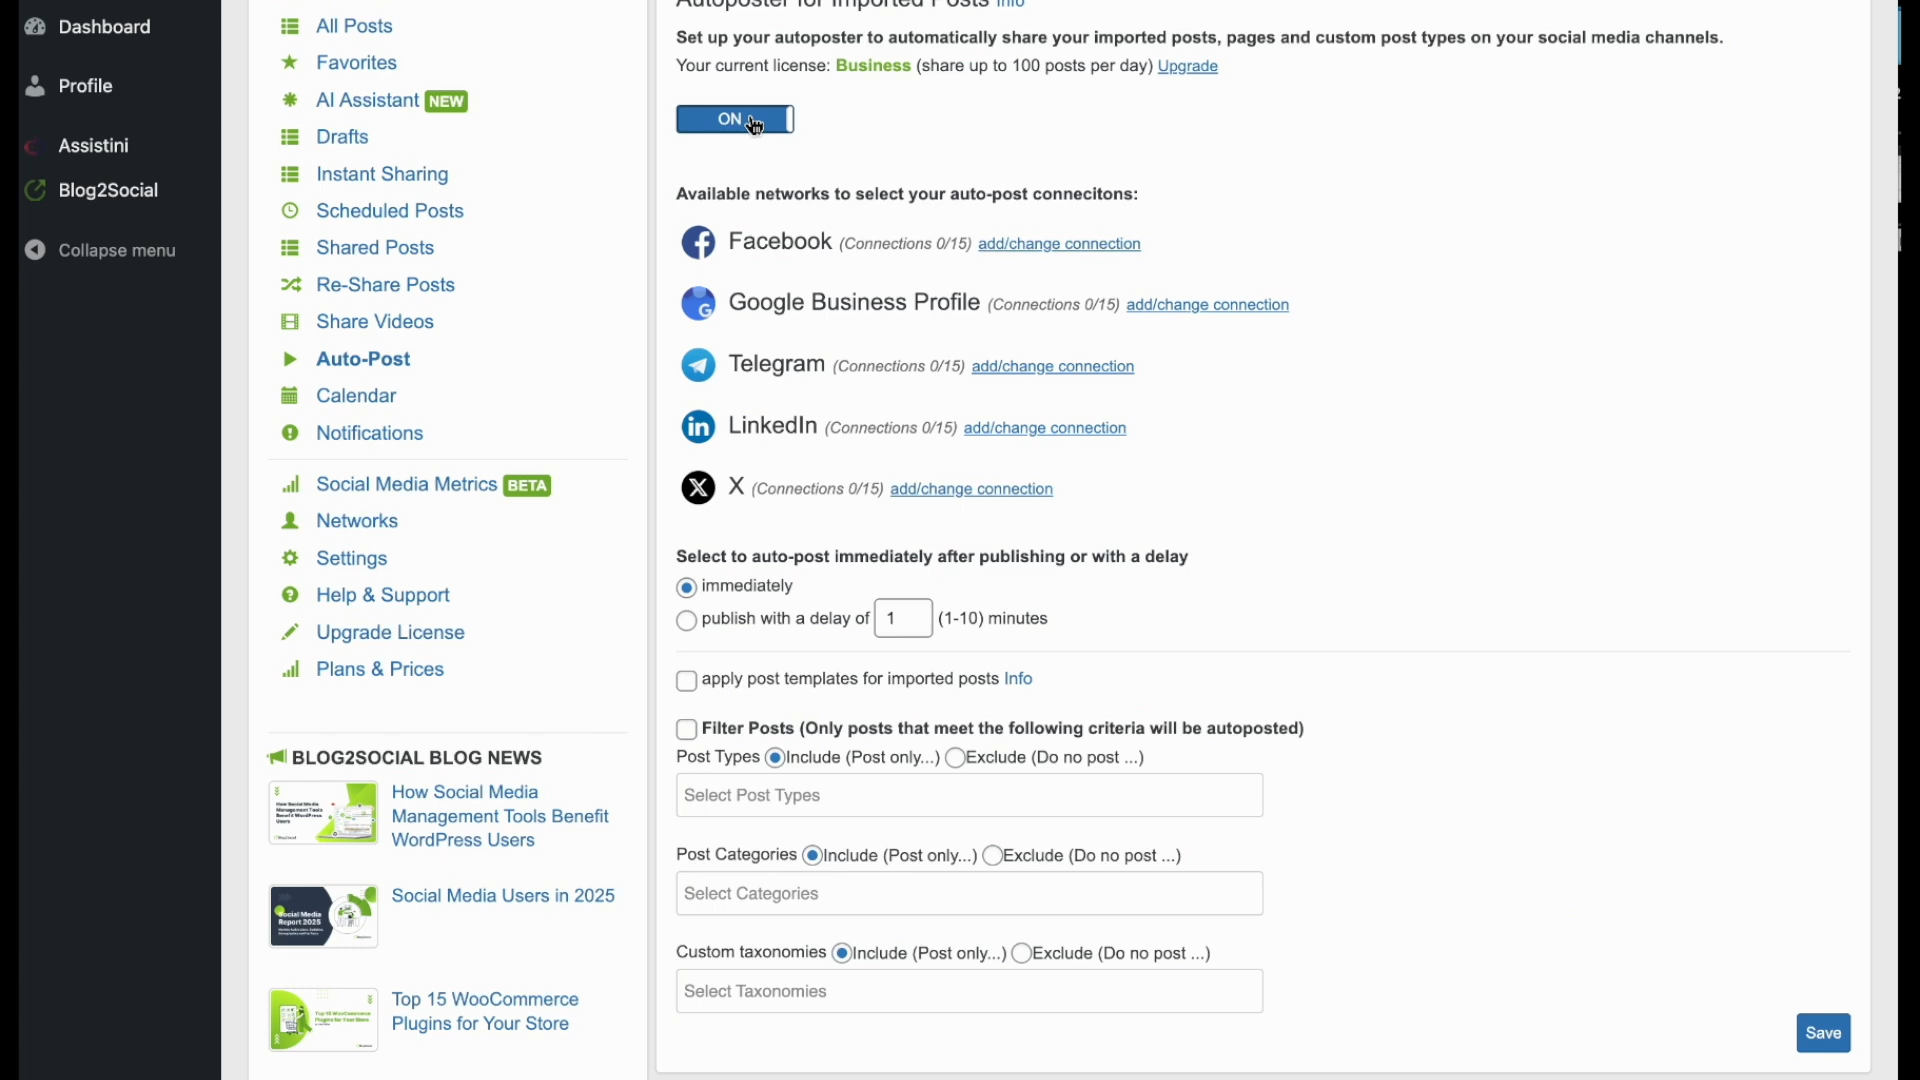 Dashboard
Profile
Assistini
Blog2Social
Collapse menu
All Posts
Favorites
AI Assistant NEW
Drafts
Instant Sharing
Scheduled Posts
Shared Posts
Re-Share Posts
Share Videos
Auto-Post
Calendar
Notifications
Social Media Metrics BETA
Networks
Settings
Help & Support
Upgrade License
Plans & Prices
BLOG2SOCIAL BLOG NEWS
How Social Media
Management Tools Benefit
WordPress Users
Social Media
Report 2025
Social Media Users in 2025
Top 15 WooCommerce
Plugins for Your Store
Autoposter for Imported Posts Info
Set up your autoposter to automatically share your imported posts, pages and custom post types on your social media channels.
Your current license: Business (share up to 100 posts per day) Upgrade
ON
Available networks to select your auto-post connecitons:
Facebook (Connections 0/15) add/change connection
Google Business Profile (Connections 0/15) add/change connection
Telegram (Connections 0/15) add/change connection
LinkedIn (Connections 0/15) add/change connection
X (Connections 0/15) add/change connection
Select to auto-post immediately after publishing or with a delay
immediately
publish with a delay of 1 (1-10) minutes
apply post templates for imported posts Info
Filter Posts (Only posts that meet the following criteria will be autoposted)
Post Types Include (Post only...) Exclude (Do no post ...)
Select Post Types
Post Categories Include (Post only...) Exclude (Do no post ...)
Select Categories
Custom taxonomies Include (Post only...) Exclude (Do no post ...)
Select Taxonomies
Save